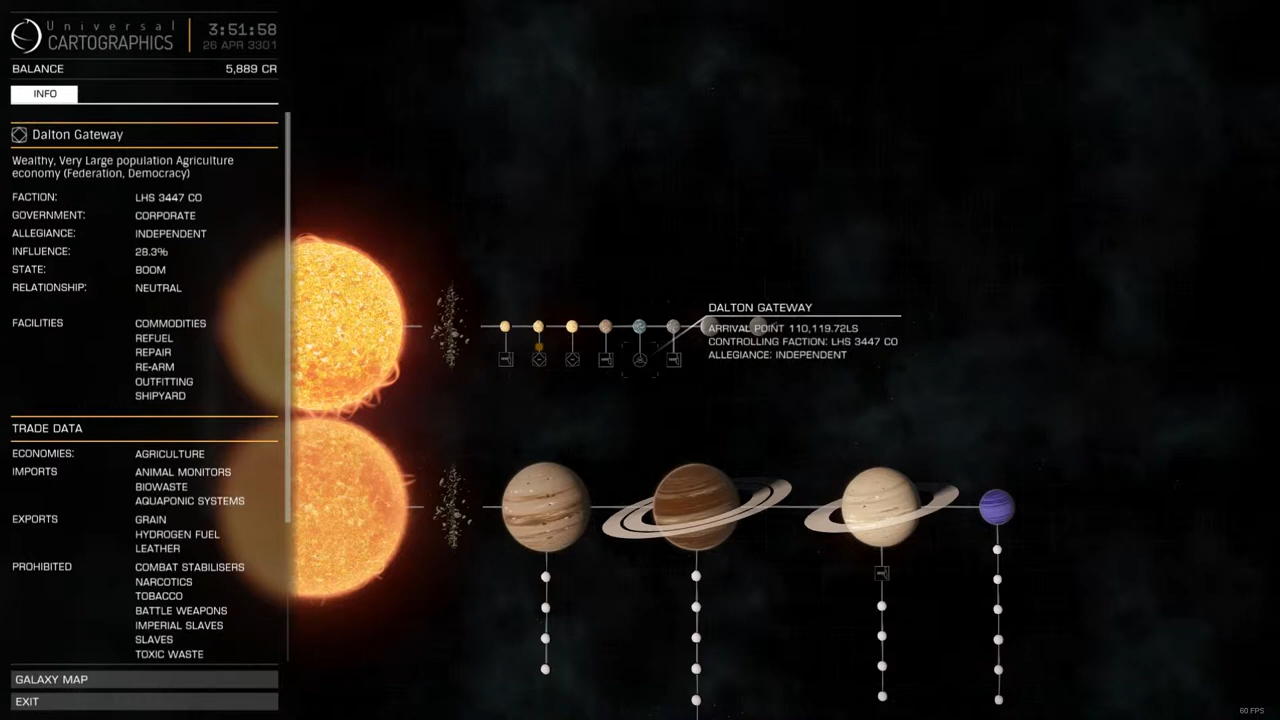 Universal
CARTOGRAPHICS
3:51:58
26 APR 3301
BALANCE 5,889 CR
INFO
Dalton Gateway
Wealthy, Very Large population Agriculture
economy (Federation, Democracy)
FACTION: LHS 3447 CO
GOVERNMENT: CORPORATE
ALLEGIANCE: INDEPENDENT
INFLUENCE: 28.3%
STATE: BOOM
RELATIONSHIP: NEUTRAL
FACILITIES COMMODITIES
REFUEL
REPAIR
RE-ARM
OUTFITTING
SHIPYARD
TRADE DATA
ECONOMIES: AGRICULTURE
IMPORTS ANIMAL MONITORS
BIOWASTE
AQUAPONIC SYSTEMS
EXPORTS GRAIN
HYDROGEN FUEL
LEATHER
PROHIBITED COMBAT STABILISERS
NARCOTICS
TOBACCO
BATTLE WEAPONS
IMPERIAL SLAVES
SLAVES
TOXIC WASTE
GALAXY MAP
EXIT
DALTON GATEWAY
ARRIVAL POINT 110,119.72LS
CONTROLLING FACTION: LHS 3447 CO
ALLEGIANCE: INDEPENDENT
60 FPS